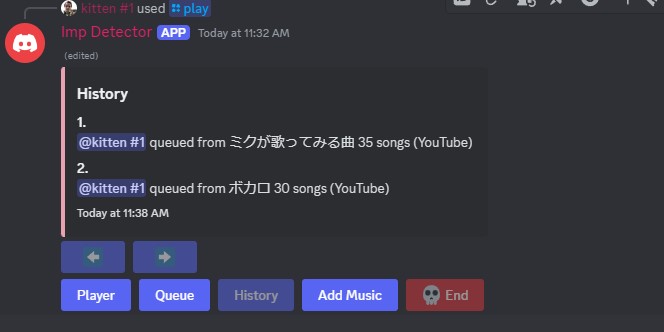 kitten #1 used play
Imp Detector APP Today at 11:32 AM
(edited)
History
1.
@kitten #1 queued from ミクが歌ってみる曲 35 songs (YouTube)
2.
@kitten #1 queued from ボカロ 30 songs (YouTube)
Today at 11:38 AM
Player Queue History Add Music End